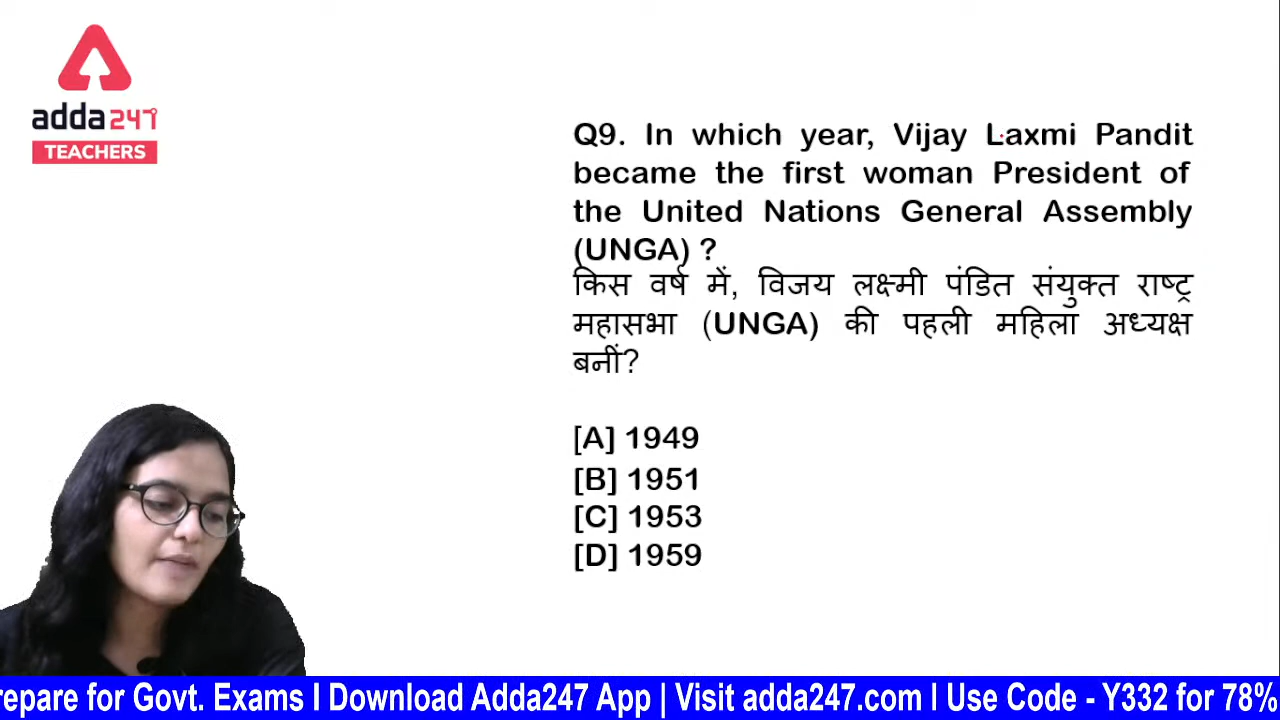 adda247
TEACHERS
Q9. In which year, Vijay Laxmi Pandit
became the first woman President of
the United Nations General Assembly
(UNGA) ?
किस वर्ष में, विजय लक्ष्मी पंडित संयुक्त राष्ट्र
महासभा (UNGA) की पहली महिला अध्यक्ष
बनीं?
[A] 1949
[B] 1951
[C] 1953
[D] 1959
repare for Govt. Exams I Download Adda247 App | Visit adda247.com I Use Code - Y332 for 78%